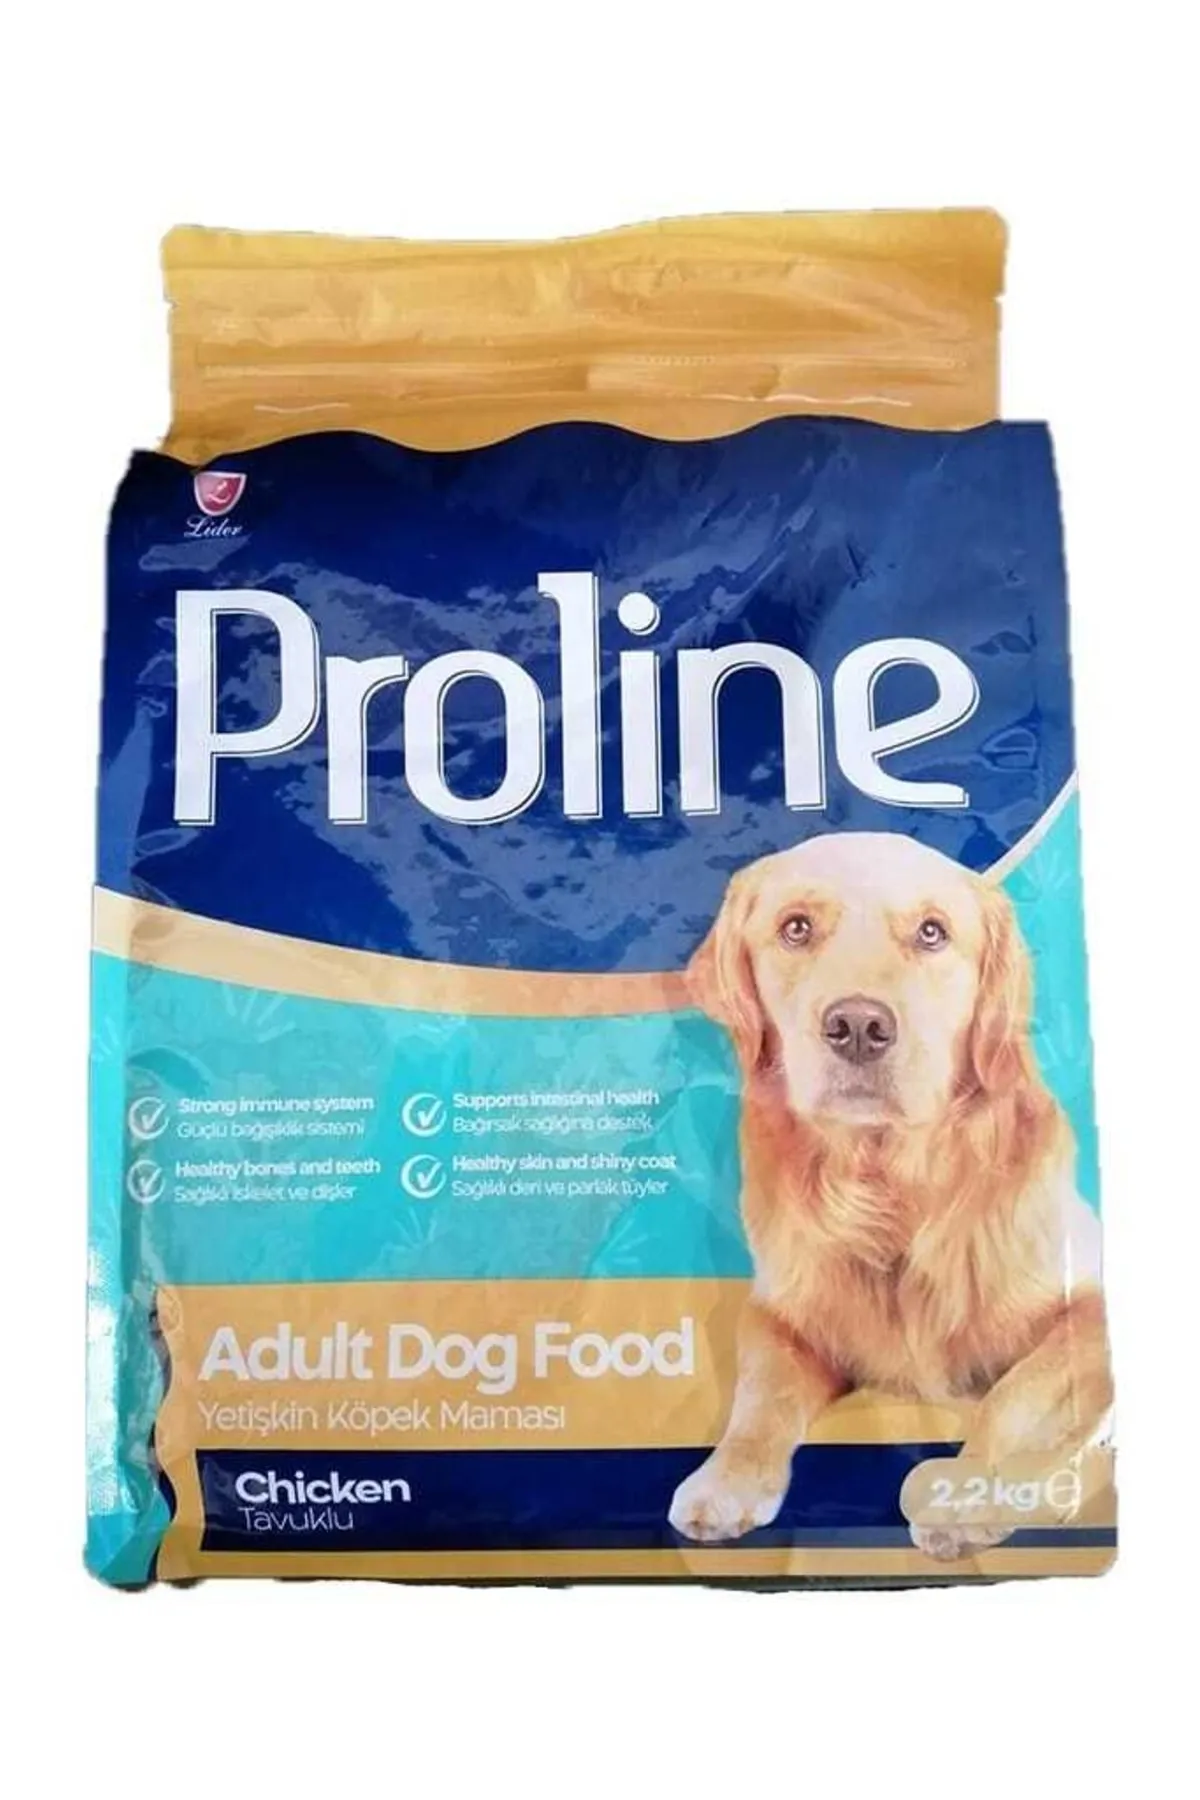 L
Lider
Proline
Strong immune system
Güçlü bağışıklık sistemi
Supports intestinal health
Bağırsak sağlığına destek
Healthy bones and teeth
Sağlıklı iskelet ve dişler
Healthy skin and shiny coat
Sağlıklı deri ve parlak tüyler
Adult Dog Food
Yetişkin Köpek Maması
Chicken
Tavuklu
2,2 kg ℮